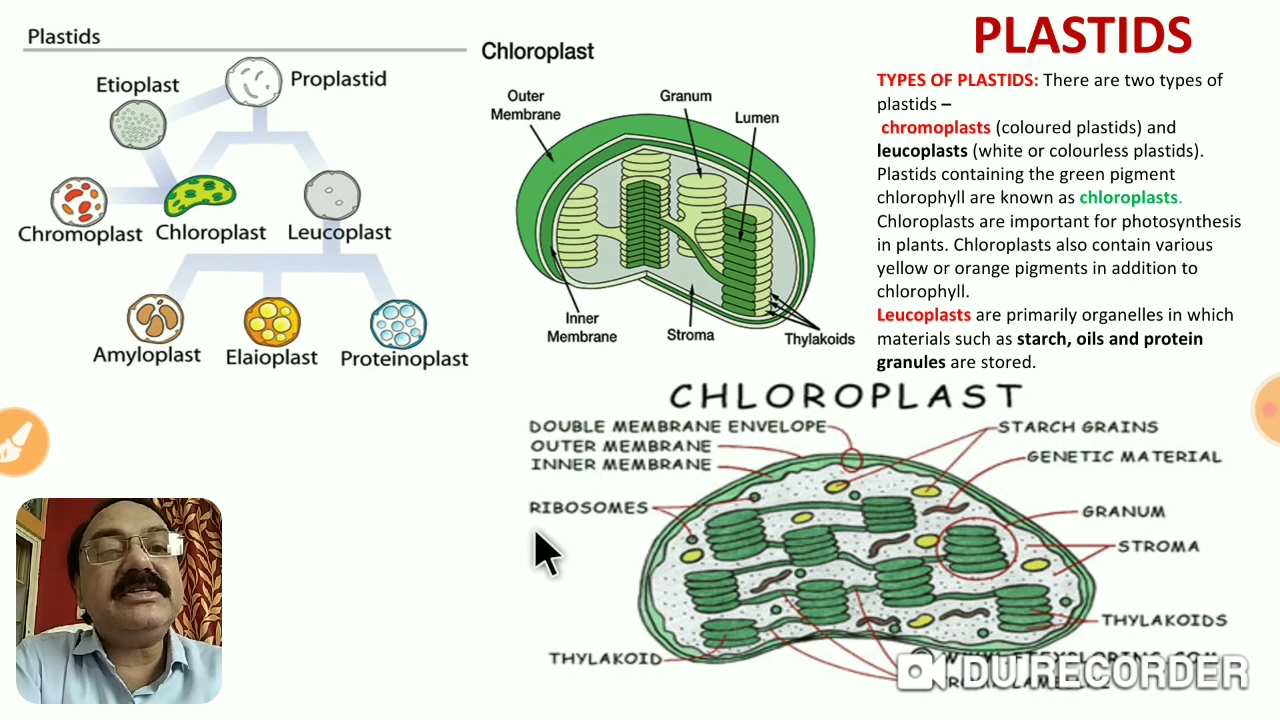 Plastids
Etioplast
Proplastid
Chromoplast
Chloroplast
Leucoplast
Amyloplast
Elaioplast
Proteinoplast
Chloroplast
Outer
Membrane
Granum
Lumen
Inner
Membrane
Stroma
Thylakoids
PLASTIDS
TYPES OF PLASTIDS: There are two types of
plastids –
chromoplasts (coloured plastids) and
leucoplasts (white or colourless plastids).
Plastids containing the green pigment
chlorophyll are known as chloroplasts.
Chloroplasts are important for photosynthesis
in plants. Chloroplasts also contain various
yellow or orange pigments in addition to
chlorophyll.
Leucoplasts are primarily organelles in which
materials such as starch, oils and protein
granules are stored.
CHLOROPLAST
DOUBLE MEMBRANE ENVELOPE
OUTER MEMBRANE
INNER MEMBRANE
RIBOSOMES
THYLAKOID
STARCH GRAINS
GENETIC MATERIAL
GRANUM
STROMA
THYLAKOIDS
DU RECORDER